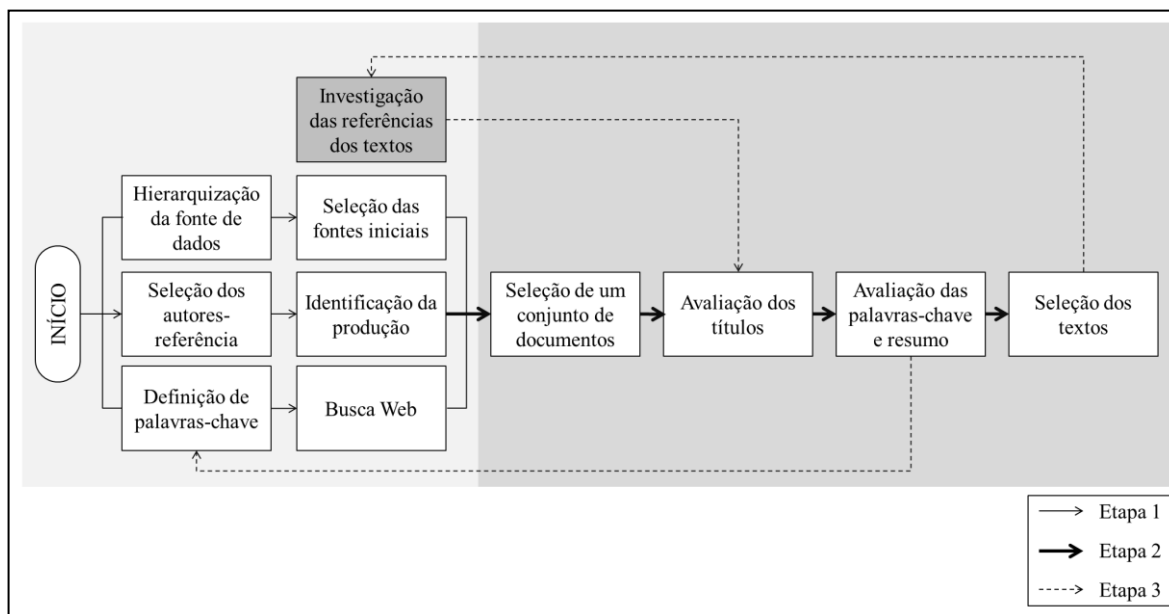 Investigação
das referências
dos textos
Hierarquização
da fonte de
dados
Seleção das
fontes iniciais
INÍCIO
Seleção dos
autores-
referência
Identificação da
produção
Seleção de um
conjunto de
documentos
Avaliação dos
títulos
Avaliação das
palavras-chave
e resumo
Seleção dos
textos
Definição de
palavras-chave
Busca Web
Etapa 1
Etapa 2
Etapa 3